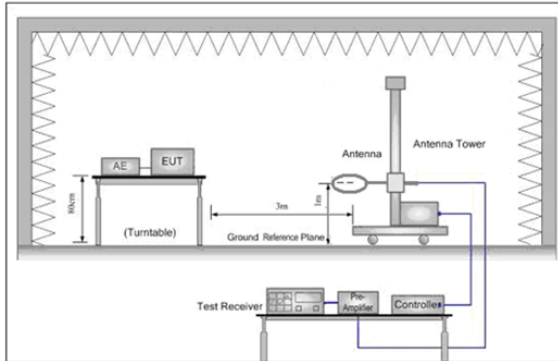 Antenna Tower
Antenna
AE
EUT
80cm
(Turntable)
3m
1m
Ground Reference Plane
Test Receiver
Pre-
Amplifier
Controller